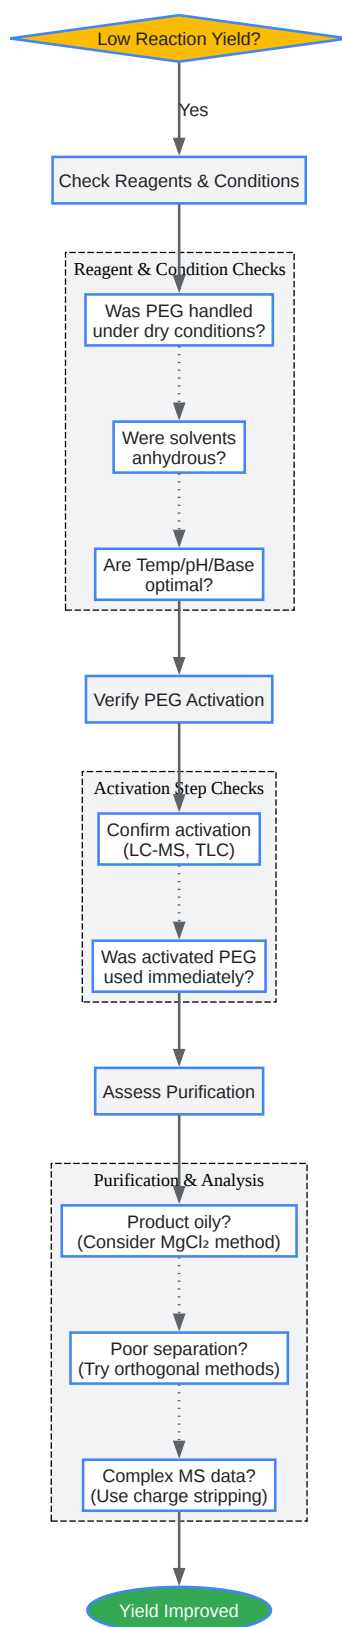 Low Reaction Yield?
Yes
Check Reagents & Conditions
Reagent & Condition Checks
Was PEG handled
under dry conditions?
Were solvents
anhydrous?
Are Temp/pH/Base
optimal?
Verify PEG Activation
Activation Step Checks
Confirm activation
(LC-MS, TLC)
Was activated PEG
used immediately?
Assess Purification
Purification & Analysis
Product oily?
(Consider MgCl₂ method)
Poor separation?
(Try orthogonal methods)
Complex MS data?
(Use charge stripping)
Yield Improved